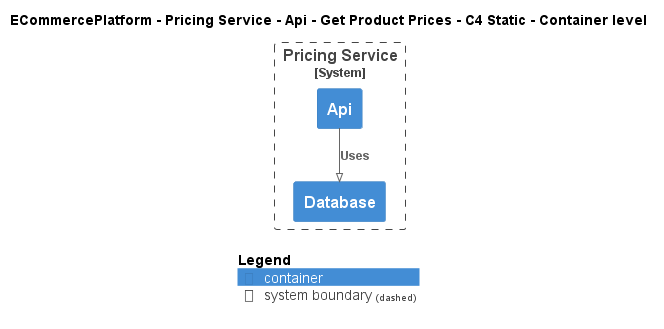 ECommercePlatform - Pricing Service - Api - Get Product Prices - C4 Static - Container level
Pricing Service
[System]
Api
Uses
Database
Legend
container
system boundary (dashed)